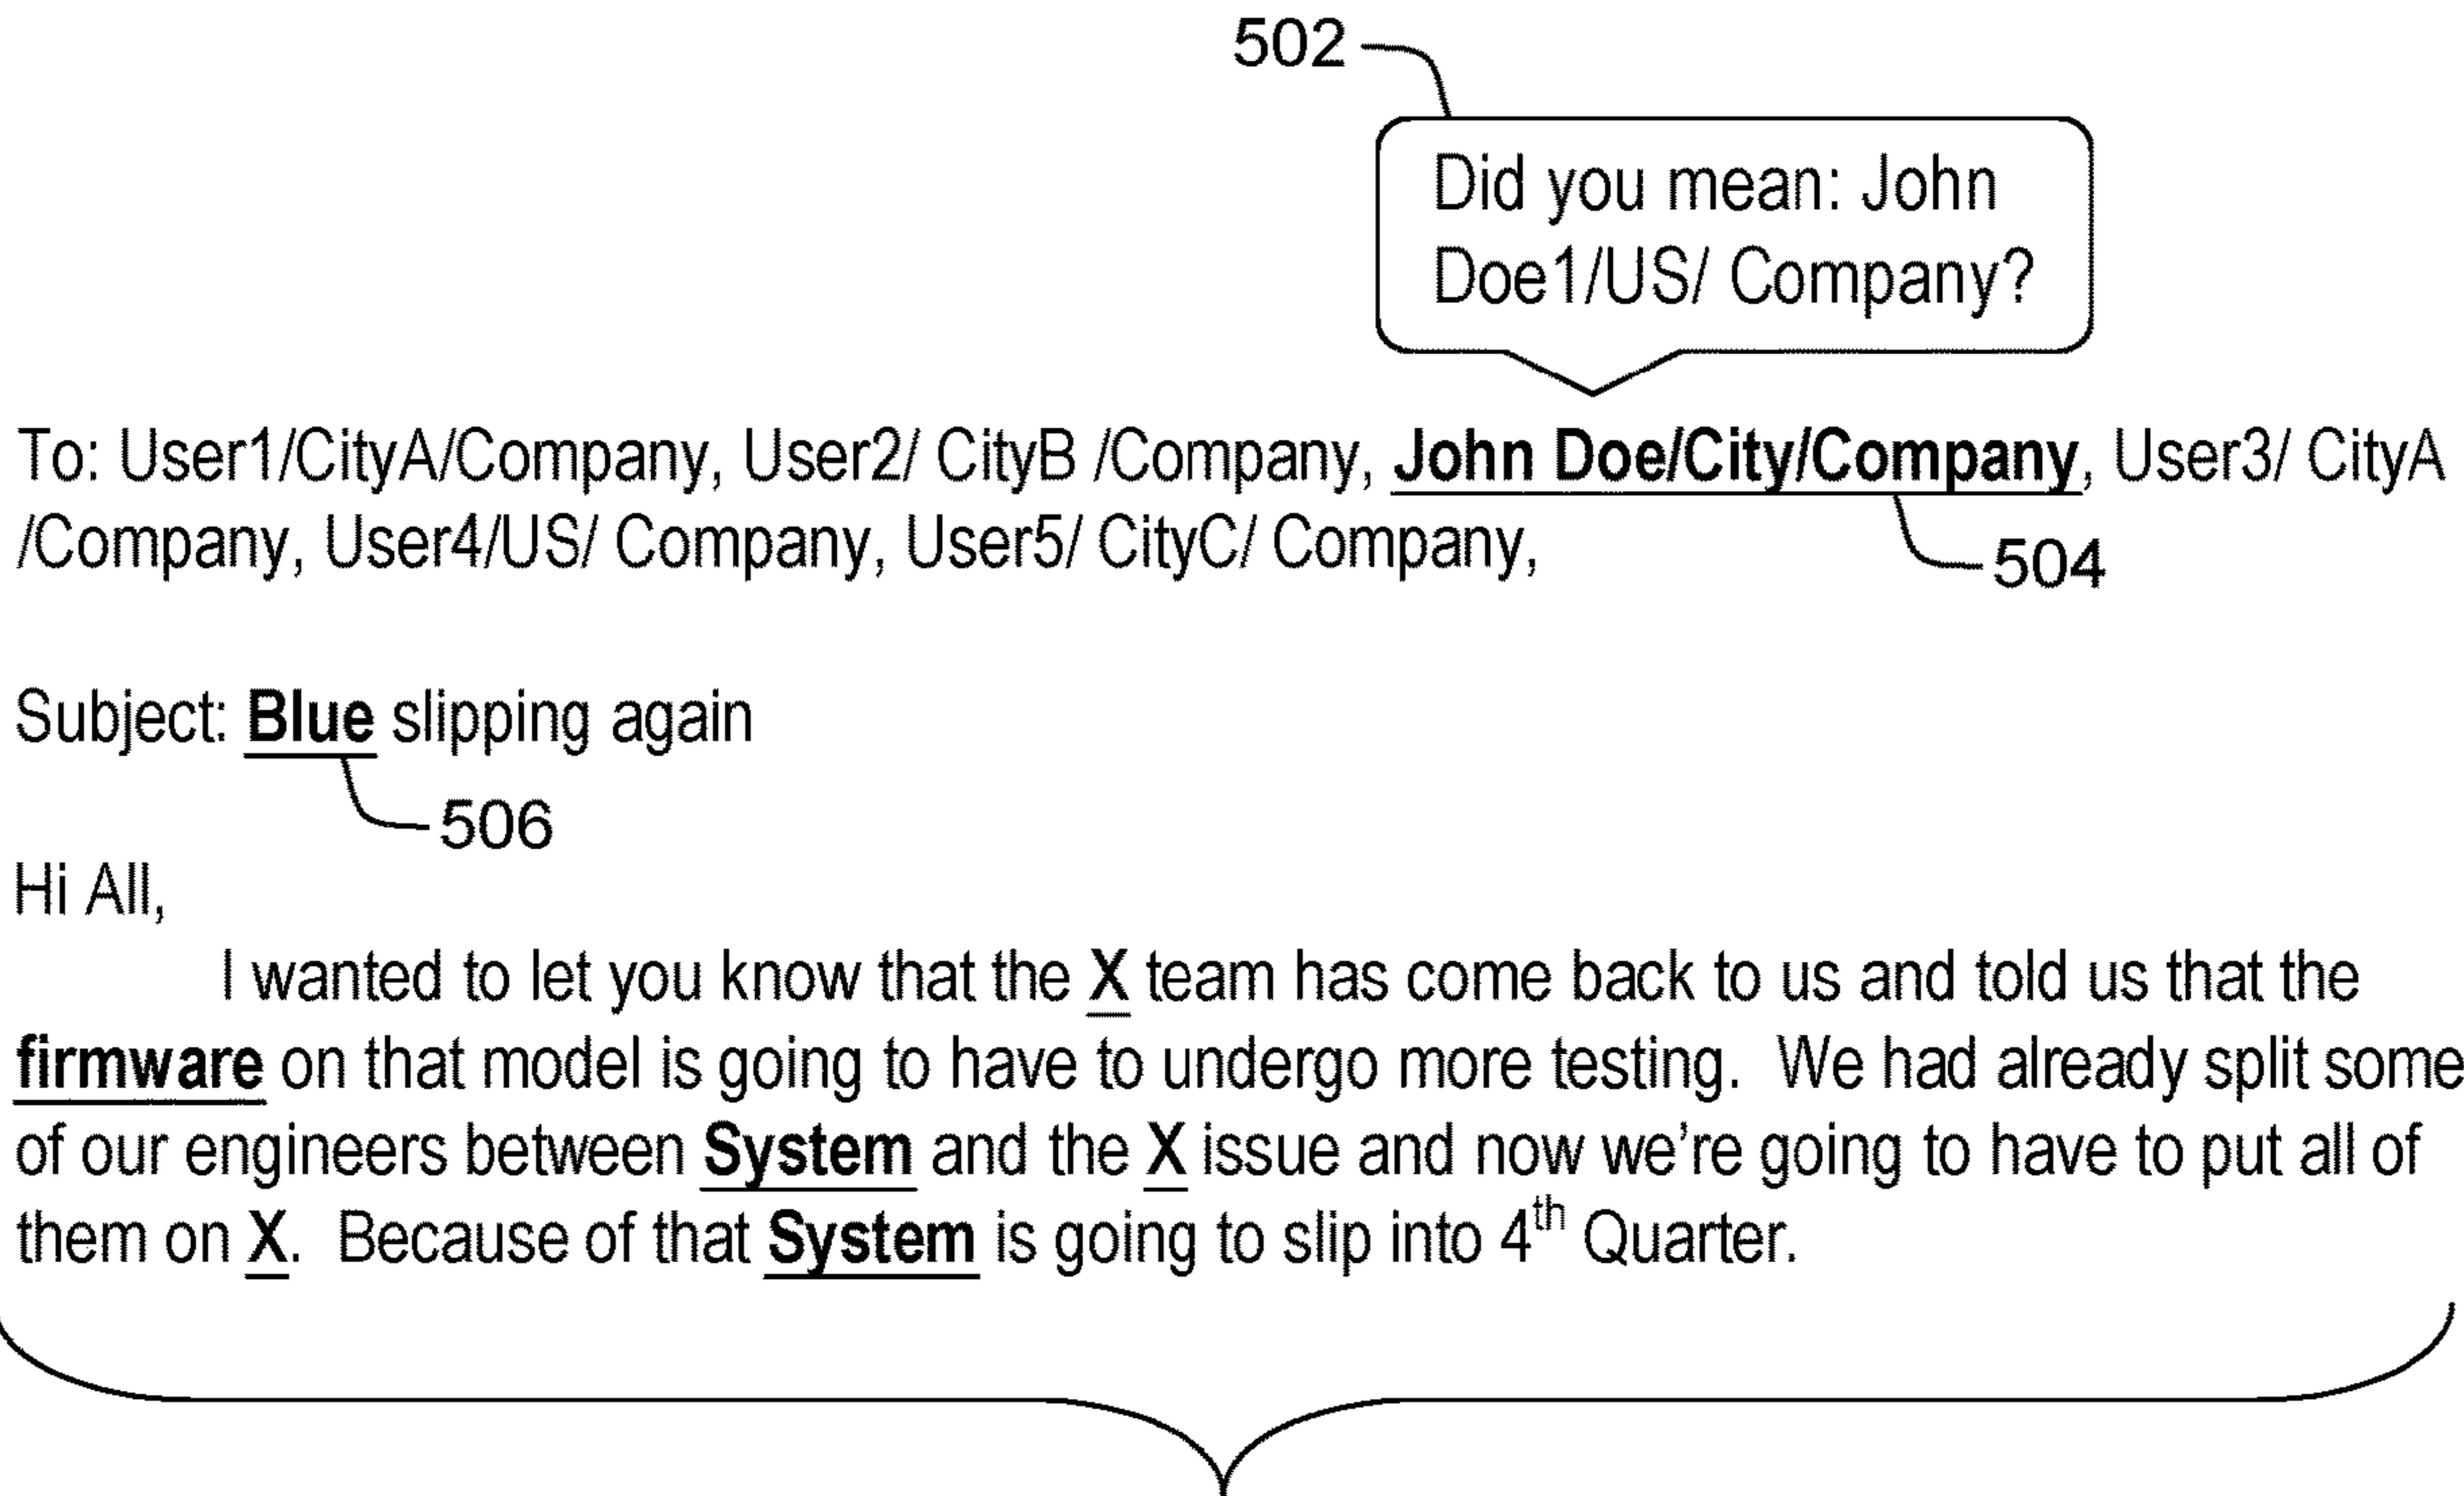 502
Did you mean: John
Doe1/US/ Company?
To: User1/CityA/Company, User2/ CityB /Company, John Doe/City/Company, User3/ CityA
/Company, User4/US/ Company, User5/ CityC/ Company,
504
Subject: Blue slipping again
506
Hi All,
I wanted to let you know that the X team has come back to us and told us that the
firmware on that model is going to have to undergo more testing.  We had already split some
of our engineers between System and the X issue and now we're going to have to put all of
them on X.  Because of that System is going to slip into 4th Quarter.